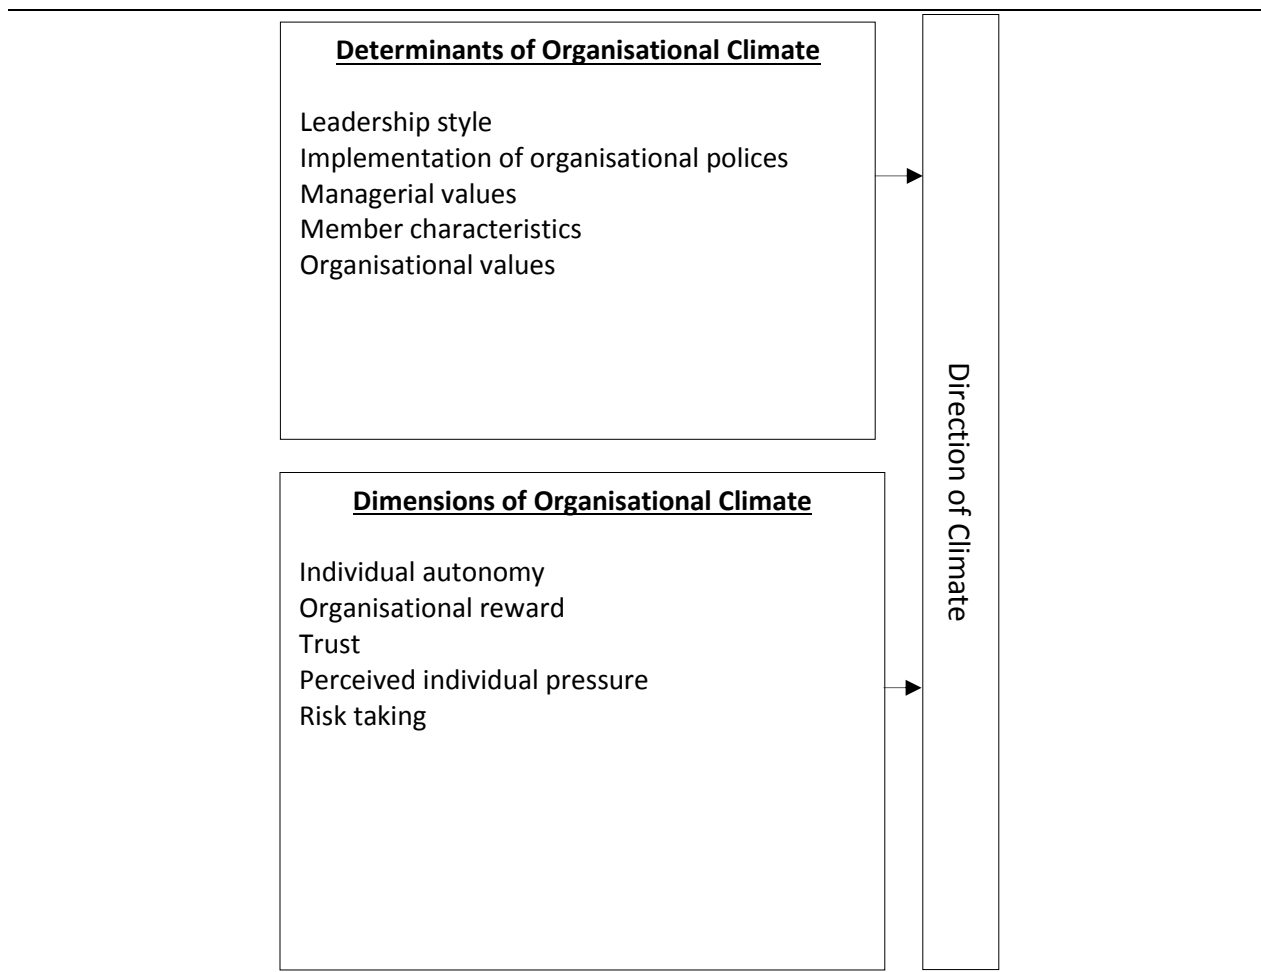 Determinants of Organisational Climate
Leadership style
Implementation of organisational polices
Managerial values
Member characteristics
Organisational values
Dimensions of Organisational Climate
Individual autonomy
Organisational reward
Trust
Perceived individual pressure
Risk taking
Direction of Climate